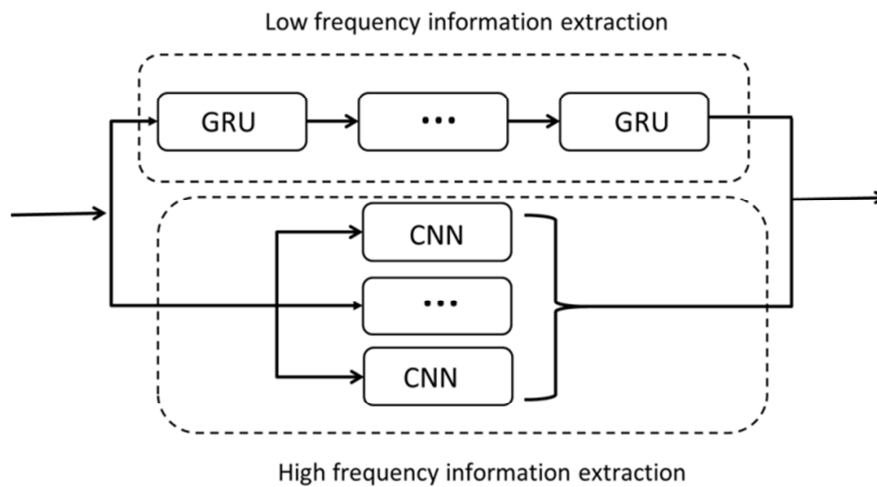 Low frequency information extraction
GRU
...
GRU
CNN
...
CNN
High frequency information extraction